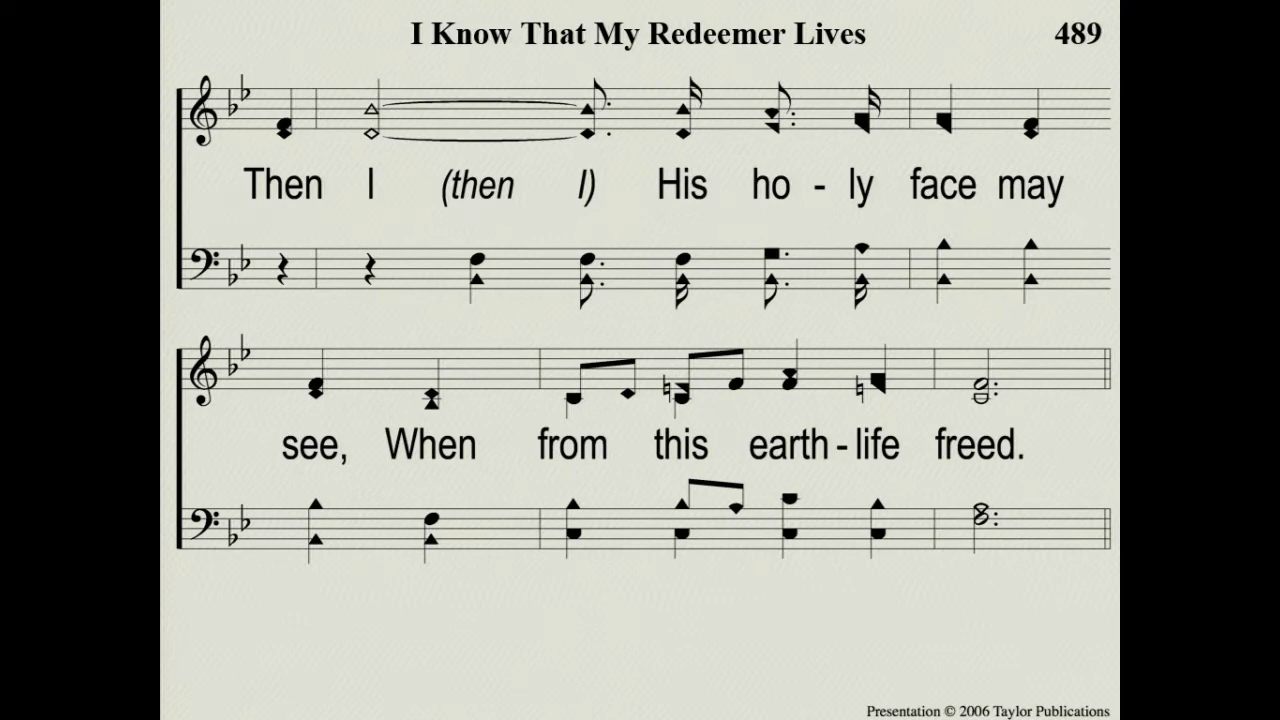 I Know That My Redeemer Lives 489
Then I (then I) His ho - ly face may
see, When from this earth - life freed.
Presentation © 2006 Taylor Publications